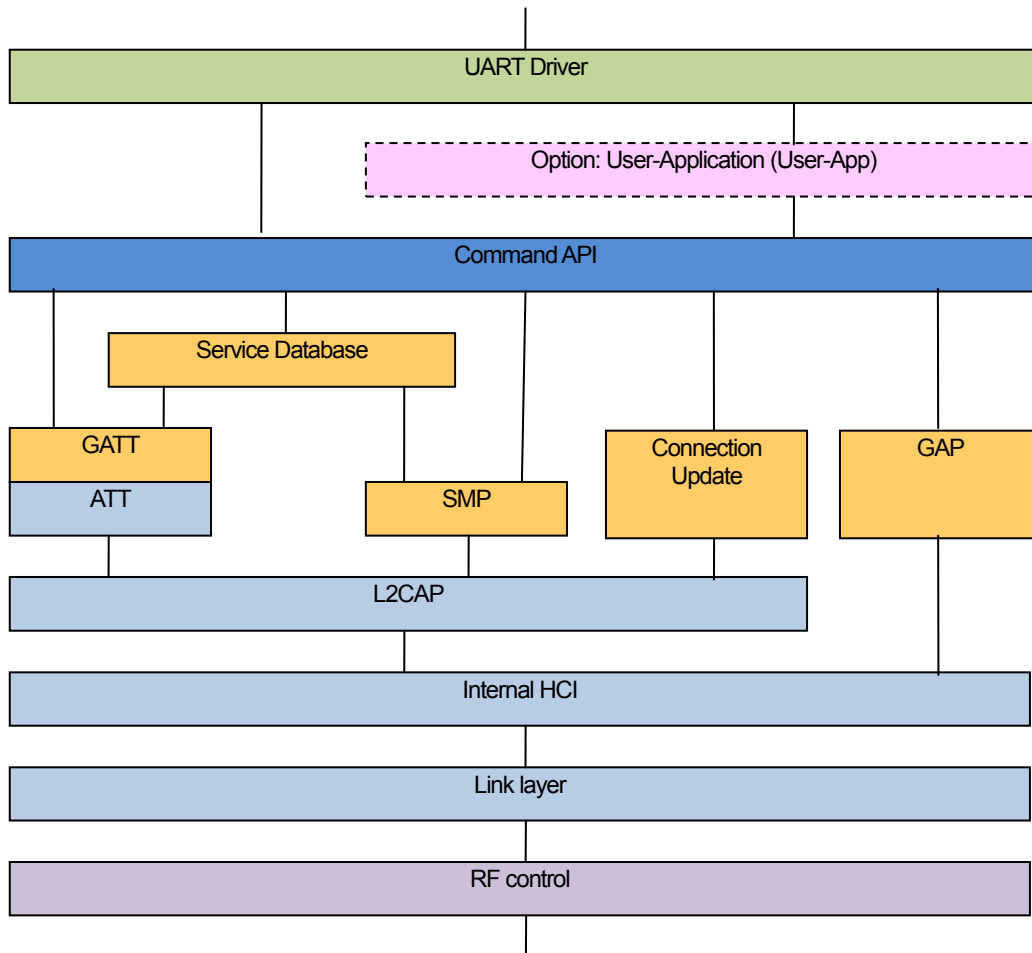 UART Driver
Option: User-Application (User-App)
Command API
Service Database
GATT
Connection
Update
GAP
ATT
SMP
L2CAP
Internal HCI
Link layer
RF control